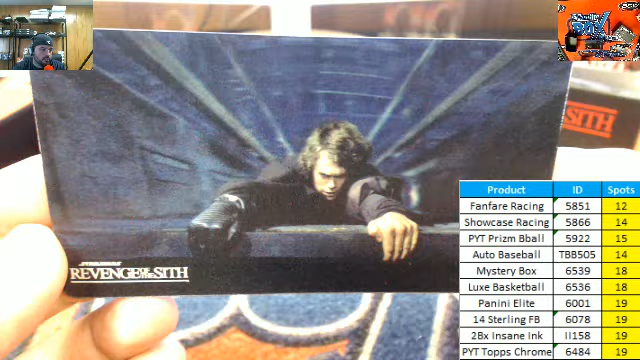 STAR WARS
REVENGE OF THE SITH
SITH
BOX
Product ID Spots
Fanfare Racing 5851 12
Showcase Racing 5866 14
PYT Prizm Bball 5922 15
Auto Baseball TBB505 14
Mystery Box 6539 18
Luxe Basketball 6536 18
Panini Elite 6001 19
14 Sterling FB 6078 19
2Bx Insane Ink II158 19
PYT Topps Chrome 6484 19